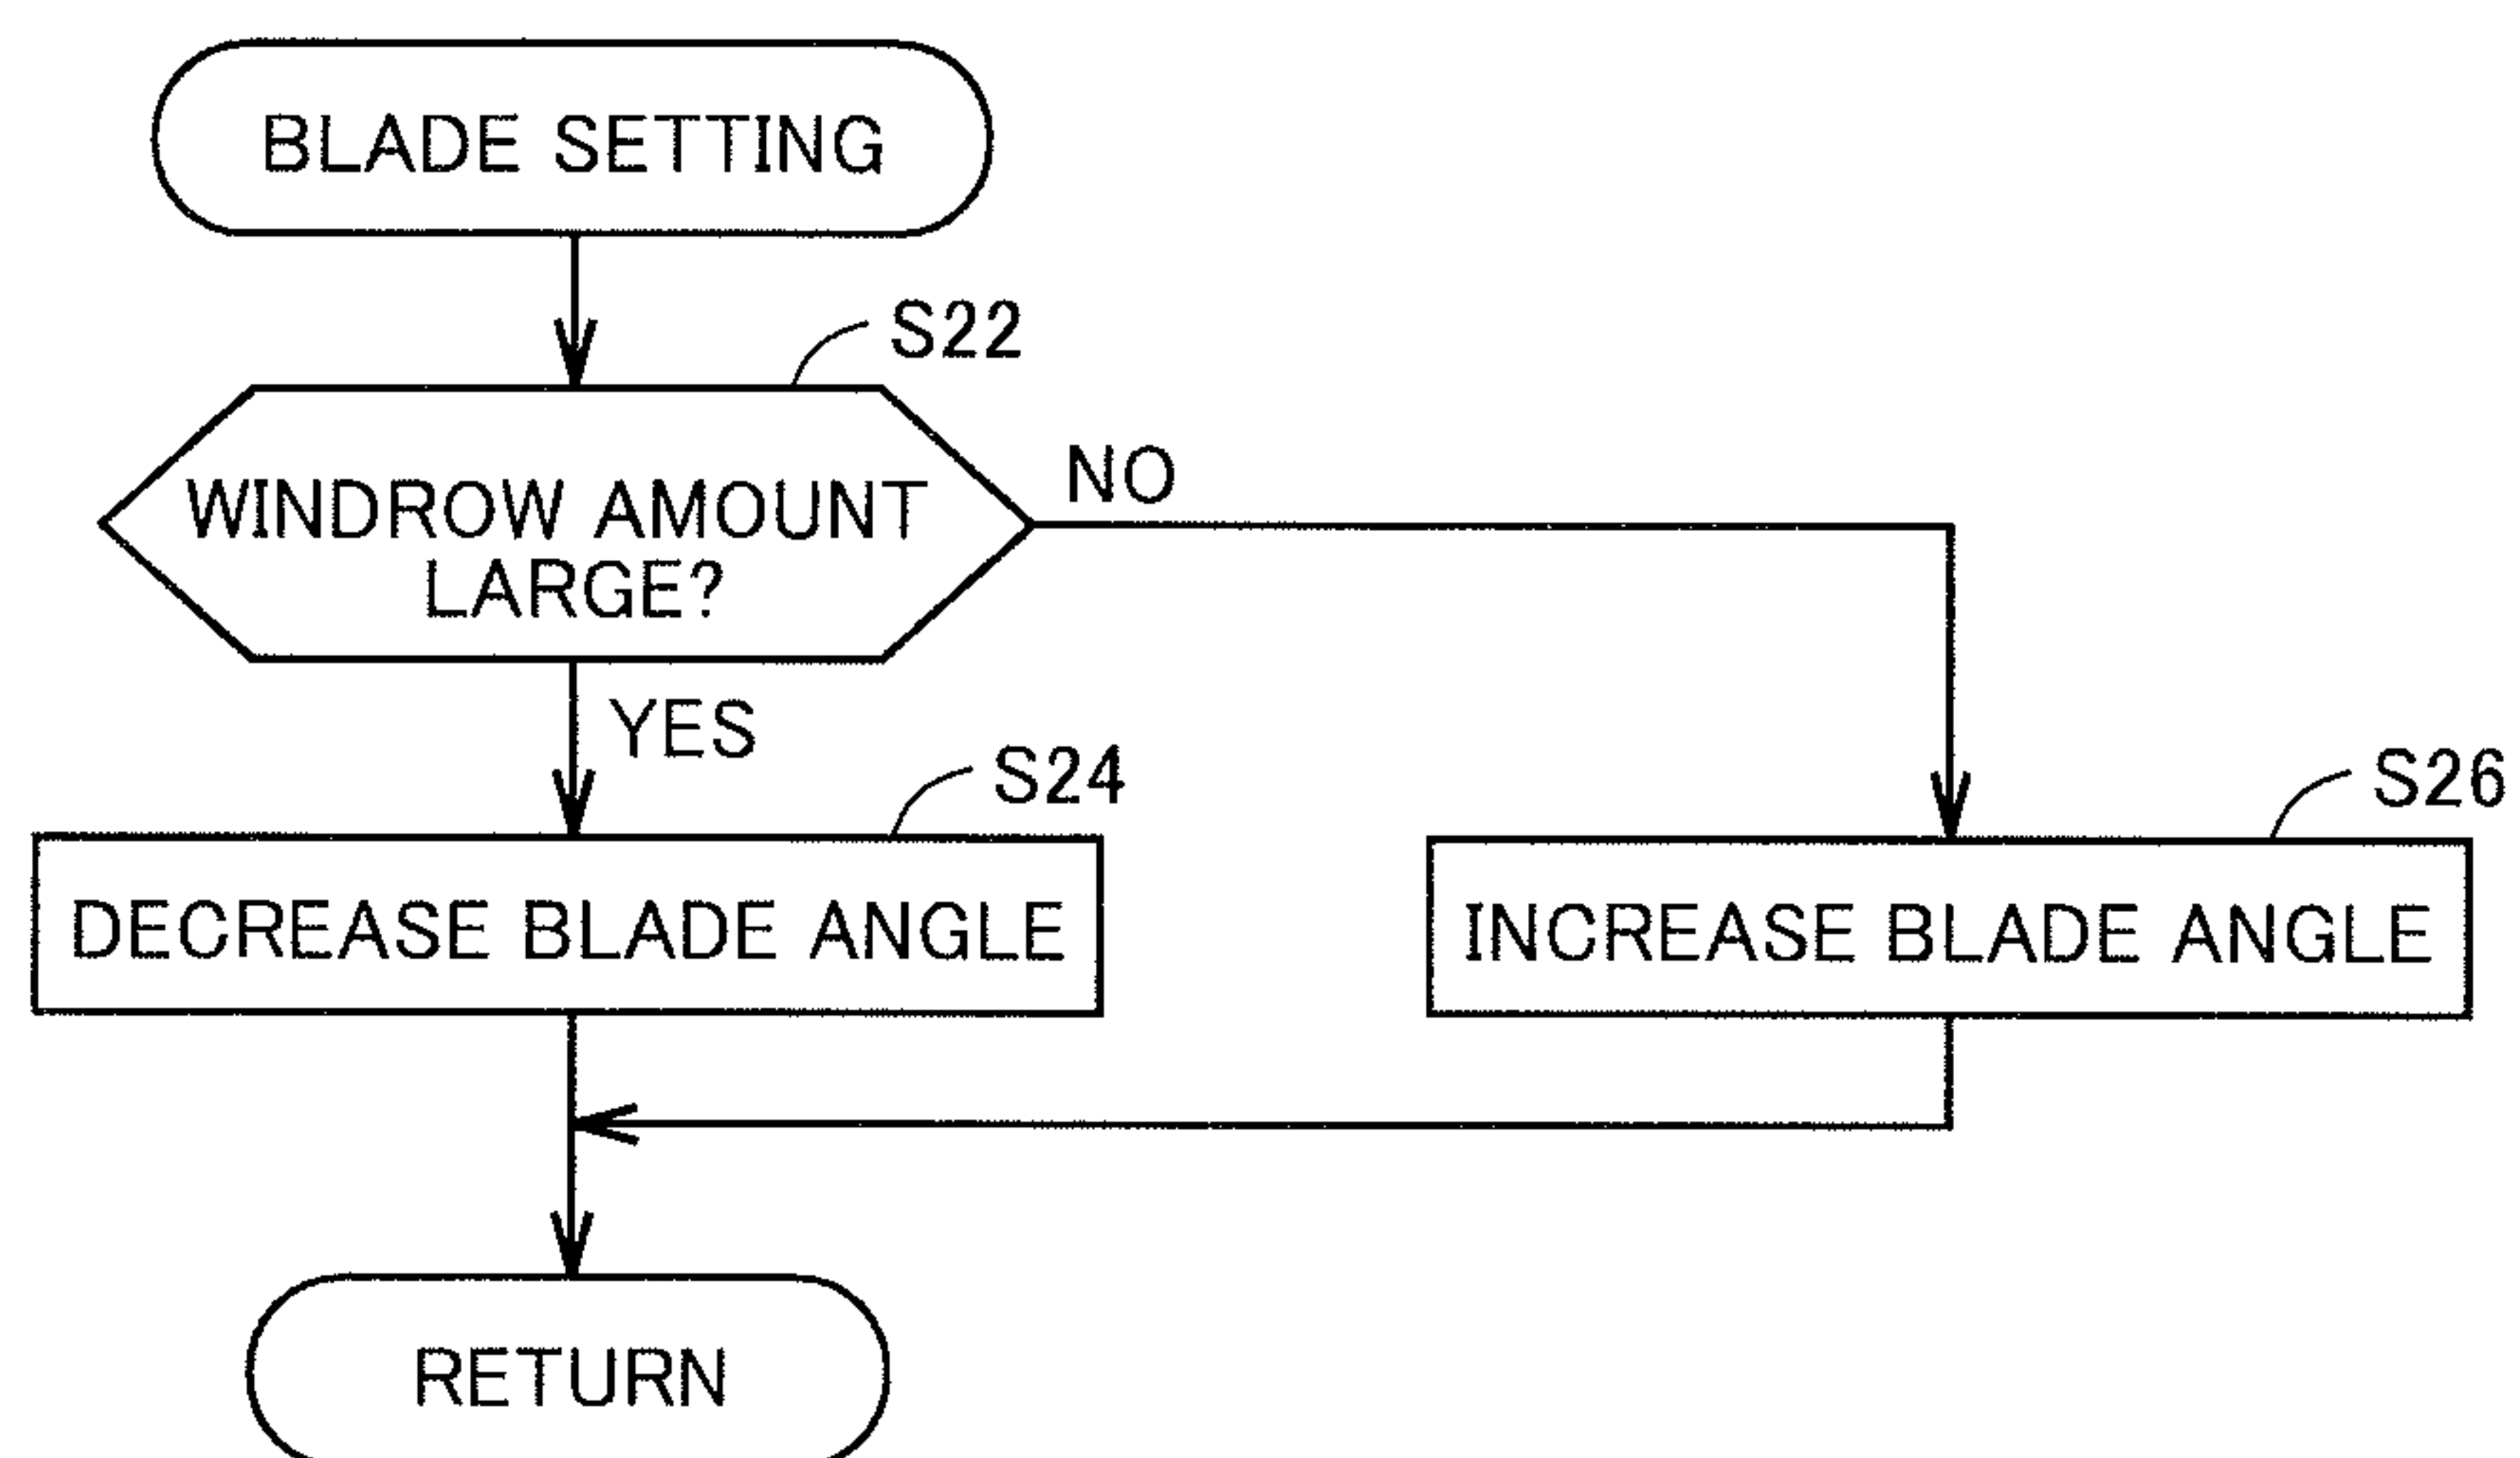 BLADE SETTING
S22
WINDROW AMOUNT
LARGE?
NO
YES
S24
DECREASE BLADE ANGLE
S26
INCREASE BLADE ANGLE
RETURN